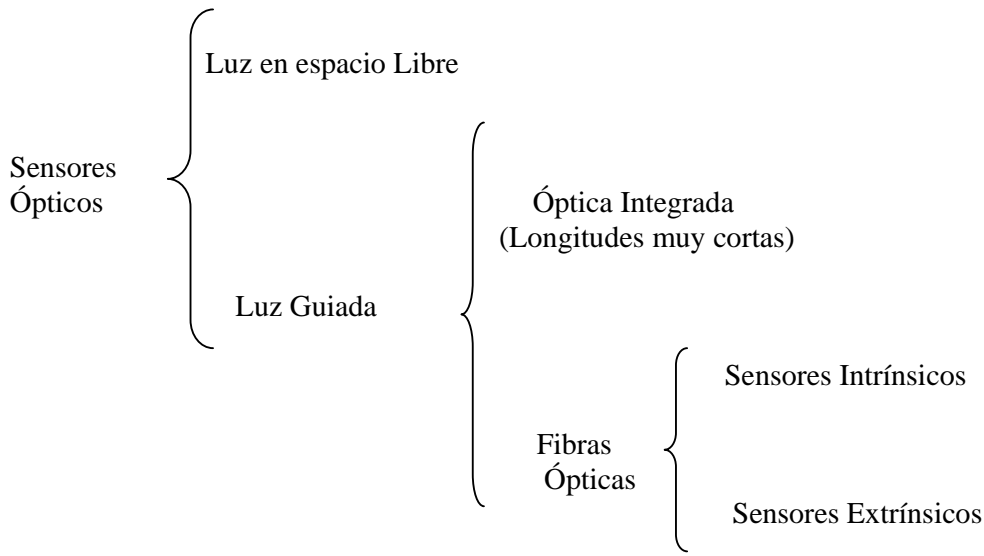 Luz en espacio Libre
Sensores
Ópticos
Óptica Integrada
(Longitudes muy cortas)
Luz Guiada
Sensores Intrínsicos
Fibras
Ópticas
Sensores Extrínsicos